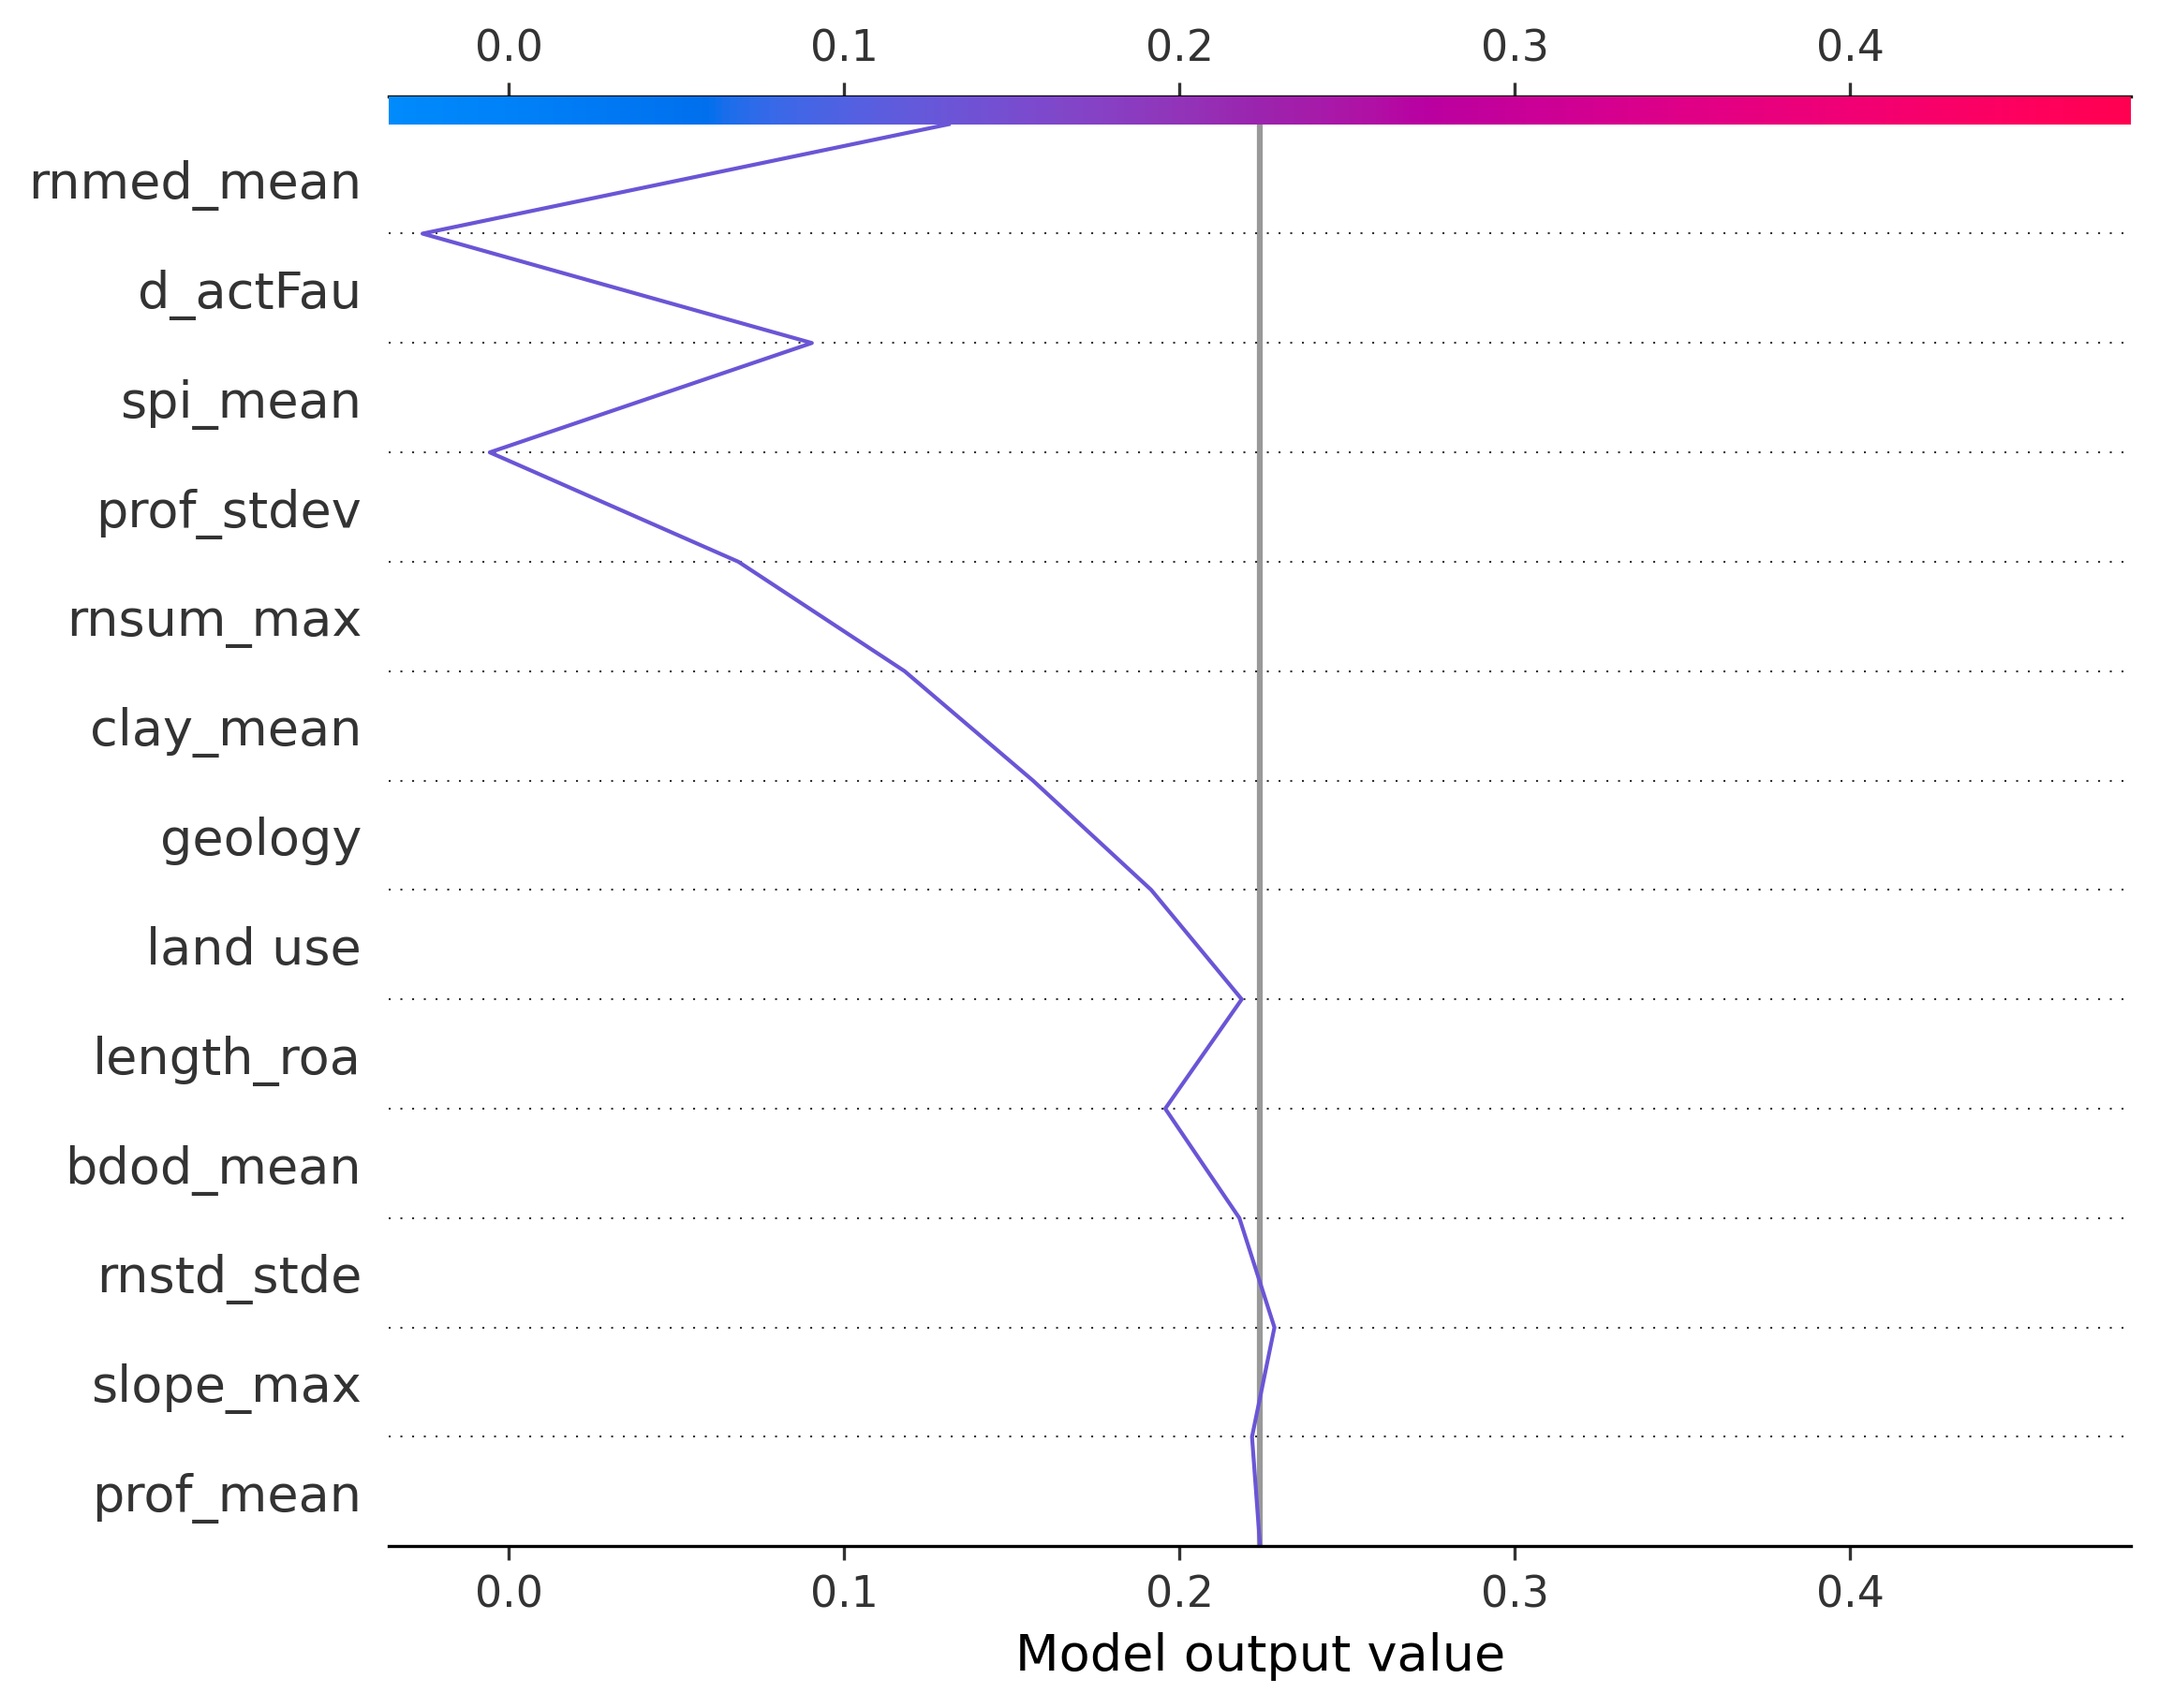 0.0 0.1 0.2 0.3 0.4
rnmed_mean
d_actFau
spi_mean
prof_stdev
rnsum_max
clay_mean
geology
land use
length_roa
bdod_mean
rnstd_stde
slope_max
prof_mean
0.0 0.1 0.2 0.3 0.4
Model output value